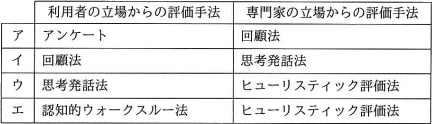 利用者の立場からの評価手法 専門家の立場からの評価手法
ア アンケート 回顧法
イ 回顧法 思考発話法
ウ 思考発話法 ヒューリスティック評価法
エ 認知的ウォークスルー法 ヒューリスティック評価法